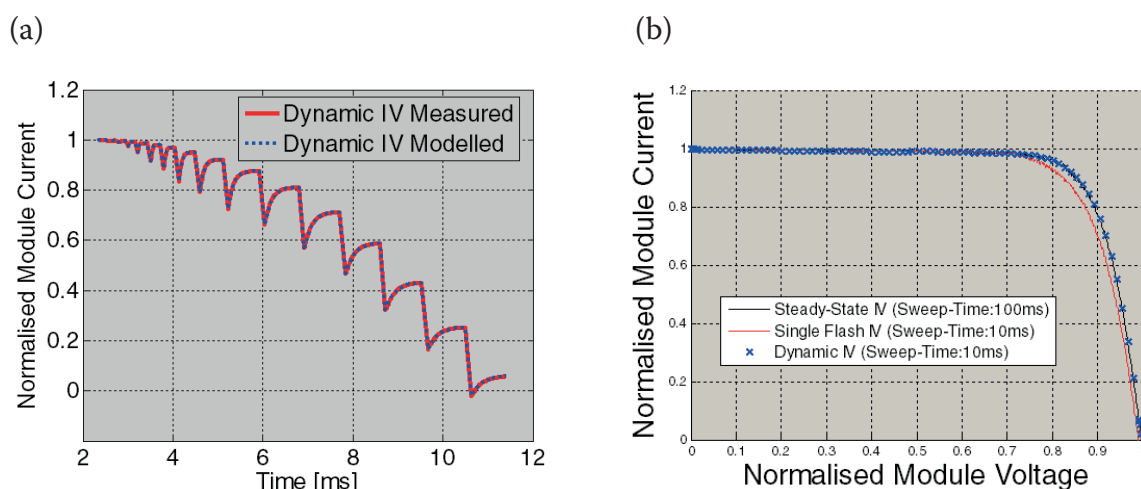 (a)
Normalised Module Current
1.2
1
0.8
0.6
0.4
0.2
0
Dynamic IV Measured
Dynamic IV Modelled
2 4 6 8 10 12
Time [ms]
(b)
Normalised Module Current
1.2
1
0.8
0.6
0.4
0.2
0
Steady-State IV (Sweep-Time:100ms)
Single Flash IV (Sweep-Time:10ms)
Dynamic IV (Sweep-Time:10ms)
0 0.1 0.2 0.3 0.4 0.5 0.6 0.7 0.8 0.9
Normalised Module Voltage